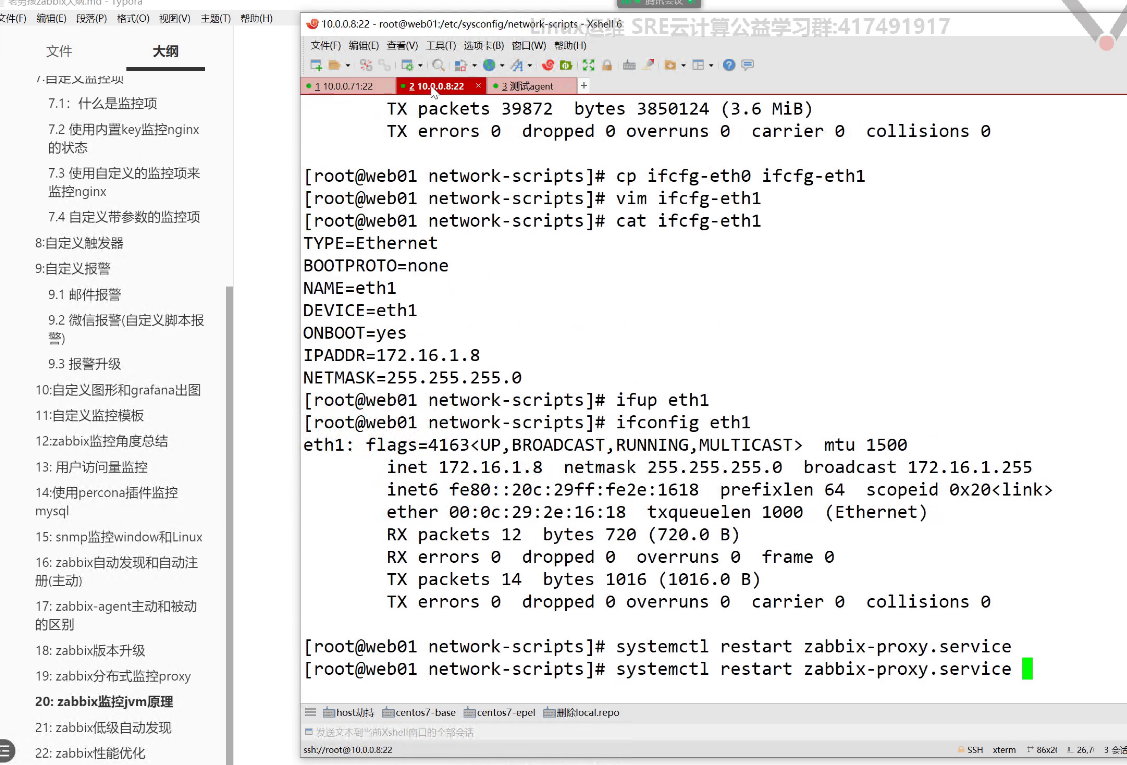 老男孩zabbix大纲.md - Typora
文件(F) 编辑(E) 段落(P) 格式(O) 视图(V) 主题(T) 帮助(H)
文件 大纲
7.自定义监控项
7.1：什么是监控项
7.2 使用内置key监控nginx
的状态
7.3 使用自定义的监控项来
监控nginx
7.4 自定义带参数的监控项
8:自定义触发器
9:自定义报警
9.1 邮件报警
9.2 微信报警(自定义脚本报
警)
9.3 报警升级
10:自定义图形和grafana出图
11:自定义监控模板
12:zabbix监控角度总结
13: 用户访问量监控
14:使用percona插件监控
mysql
15: snmp监控window和Linux
16: zabbix自动发现和自动注
册(主动)
17: zabbix-agent主动和被动
的区别
18: zabbix版本升级
19: zabbix分布式监控proxy
20: zabbix监控jvm原理
21: zabbix低级自动发现
22: zabbix性能优化
腾讯会议
10.0.0.8:22 - root@web01:/etc/sysconfig/network-scripts - Xshell 6
Linux运维 SRE云计算公益学习群:417491917
文件(F) 编辑(E) 查看(V) 工具(T) 选项卡(B) 窗口(W) 帮助(H)
1 10.0.0.71:22
2 10.0.0.8:22 ×
3 测试agent
+
TX packets 39872 bytes 3850124 (3.6 MiB)
TX errors 0 dropped 0 overruns 0 carrier 0 collisions 0
[root@web01 network-scripts]# cp ifcfg-eth0 ifcfg-eth1
[root@web01 network-scripts]# vim ifcfg-eth1
[root@web01 network-scripts]# cat ifcfg-eth1
TYPE=Ethernet
BOOTPROTO=none
NAME=eth1
DEVICE=eth1
ONBOOT=yes
IPADDR=172.16.1.8
NETMASK=255.255.255.0
[root@web01 network-scripts]# ifup eth1
[root@web01 network-scripts]# ifconfig eth1
eth1: flags=4163<UP,BROADCAST,RUNNING,MULTICAST> mtu 1500
inet 172.16.1.8 netmask 255.255.255.0 broadcast 172.16.1.255
inet6 fe80::20c:29ff:fe2e:1618 prefixlen 64 scopeid 0x20<link>
ether 00:0c:29:2e:16:18 txqueuelen 1000 (Ethernet)
RX packets 12 bytes 720 (720.0 B)
RX errors 0 dropped 0 overruns 0 frame 0
TX packets 14 bytes 1016 (1016.0 B)
TX errors 0 dropped 0 overruns 0 carrier 0 collisions 0
[root@web01 network-scripts]# systemctl restart zabbix-proxy.service
[root@web01 network-scripts]# systemctl restart zabbix-proxy.service
host劫持 centos7-base centos7-epel 删除local.repo
发送文本到当前Xshell窗口的全部会话
ssh://root@10.0.0.8:22
SSH xterm 86x2 26,7 3 会话